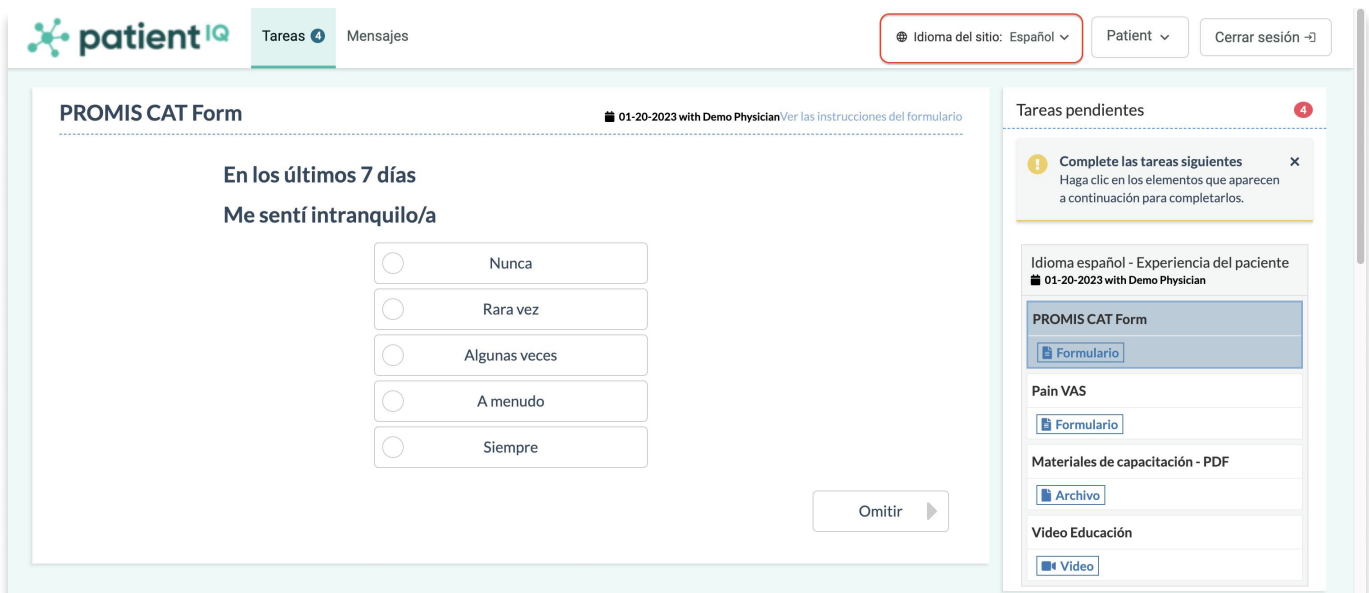 patient IQ
Tareas 4
Mensajes
Idioma del sitio: Español
Patient
Cerrar sesión
PROMIS CAT Form
01-20-2023 with Demo PhysicianVer las instrucciones del formulario
En los últimos 7 días
Me sentí intranquilo/a
Nunca
Rara vez
Algunas veces
A menudo
Siempre
Omitir
Tareas pendientes
4
Complete las tareas siguientes
Haga clic en los elementos que aparecen
a continuación para completarlos.
Idioma español - Experiencia del paciente
01-20-2023 with Demo Physician
PROMIS CAT Form
Formulario
Pain VAS
Formulario
Materiales de capacitación - PDF
Archivo
Video Educación
Video